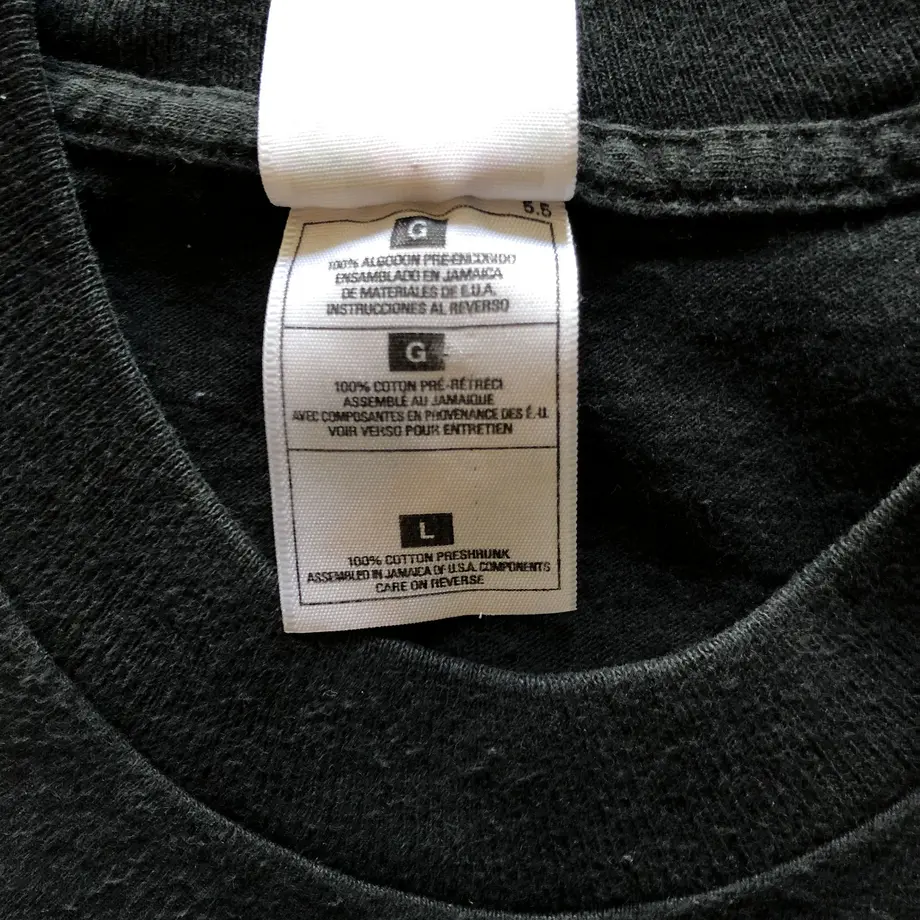 5.5
G
100% ALGODON PRE-ENCOGIDO
ENSAMBLADO EN JAMAICA
DE MATERIALES DE E.U.A.
INSTRUCCIONES AL REVERSO
G
100% COTON PRÉ-RÉTRÉCI
ASSEMBLÉ AU JAMAIQUE
AVEC COMPOSANTES EN PROVENANCE DES É.-U.
VOIR VERSO POUR ENTRETIEN
L
100% COTTON PRESHRUNK
ASSEMBLED IN JAMAICA OF U.S.A. COMPONENTS
CARE ON REVERSE